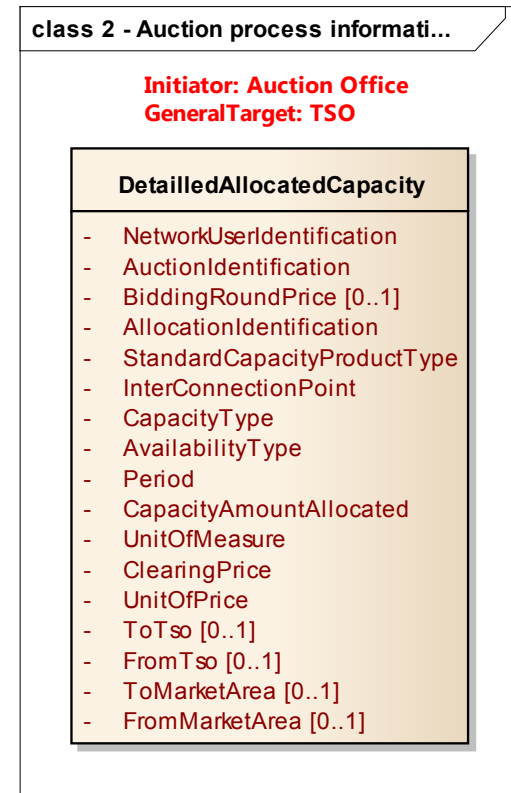 class 2 - Auction process informati...
Initiator: Auction Office
GeneralTarget: TSO
DetailledAllocatedCapacity
- NetworkUserIdentification
- AuctionIdentification
- BiddingRoundPrice [0..1]
- AllocationIdentification
- StandardCapacityProductType
- InterConnectionPoint
- CapacityType
- AvailabilityType
- Period
- CapacityAmountAllocated
- UnitOfMeasure
- ClearingPrice
- UnitOfPrice
- ToTso [0..1]
- FromTso [0..1]
- ToMarketArea [0..1]
- FromMarketArea [0..1]